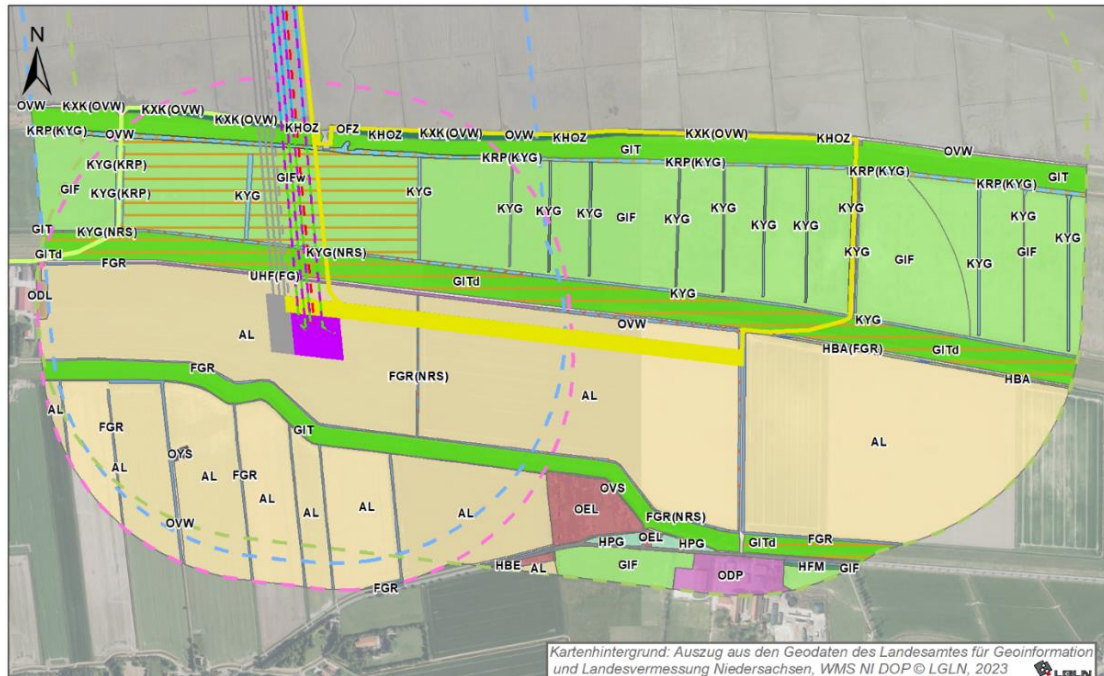 N
OVW KXK(OVW) KXK(OVW)
KXK(OVW)
KHOZ OFZ KHOZ KXK(OVW) OVW KHOZ KXK(OVW) KHOZ OVW
KRP(KYG) OVW
KRP(KYG) GIT KRP(KYG) KRP(KYG) KRP(KYG) GIT
KYG(KRP)
GIF GIFw
KYG(KRP) KYG KYG
KYG KYG KYG GIF KYG KYG KYG KYG KYG KYG KYG GIF KYG
GIF
GIT KYG(NRS)
GITd
FGR
KYG(NRS)
UHF(FG)
GITd KYG KYG
ODL
AL
OVW
HBA(FGR) GITd
HBA
FGR
FGR(NRS)
AL
AL
AL FGR
GIT
OYS
AL AL FGR AL AL AL AL
OVW
OVS
OEL
FGR(NRS)
OEL
HPG HPG
GITd FGR
HBE AL
GIF
ODP
HFM GIF
FGR
Kartenhintergrund: Auszug aus den Geodaten des Landesamtes für Geoinformation
und Landesvermessung Niedersachsen, WMS NI DOP © LGLN, 2023
LGLN